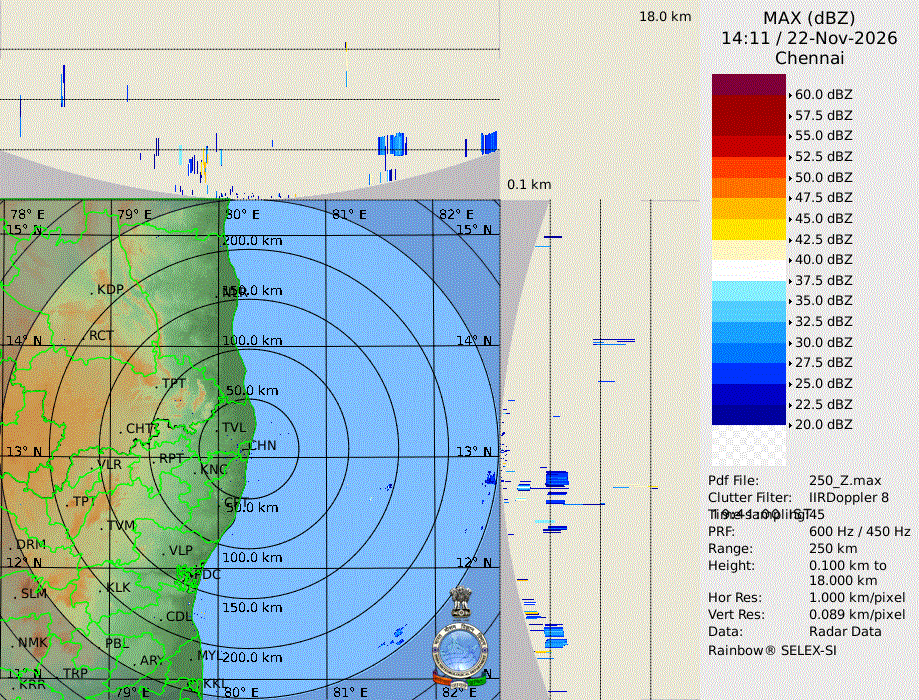 18.0 km
MAX (dBZ)
14:11 / 22-Nov-2026
Chennai
60.0 dBZ
57.5 dBZ
55.0 dBZ
52.5 dBZ
50.0 dBZ
47.5 dBZ
45.0 dBZ
42.5 dBZ
40.0 dBZ
37.5 dBZ
35.0 dBZ
32.5 dBZ
30.0 dBZ
27.5 dBZ
25.0 dBZ
22.5 dBZ
20.0 dBZ
0.1 km
78° E 79° E 80° E 81° E 82° E
15° N 15° N
200.0 km
KDP
150.0 km
RCT
14° N 100.0 km 14° N
TPT
50.0 km
CHT TVL
CHN
13° N 13° N
VLR RPT KNC
TPT
50.0 km
TVM
DRM VLP 100.0 km
12° N 12° N
PDC
SLM KLK
150.0 km
CDL
NMK PBL
ARY MYL 200.0 km
TRP
KRR KKL
79° E 80° E 81° E 82° E
Pdf File: 250_Z.max
Clutter Filter: IIRDoppler 8
Time sampling: 45
PRF: 600 Hz / 450 Hz
Range: 250 km
Height: 0.100 km to
18.000 km
Hor Res: 1.000 km/pixel
Vert Res: 0.089 km/pixel
Data: Radar Data
Rainbow® SELEX-SI